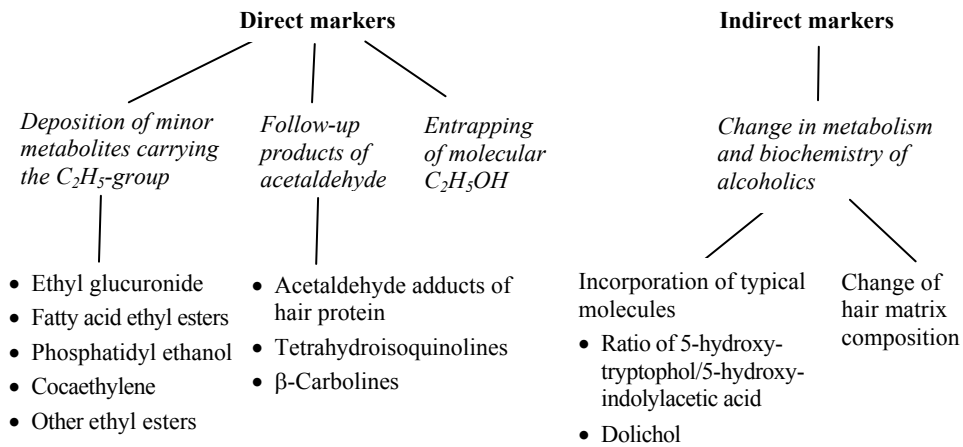 Direct markers
Deposition of minor
metabolites carrying
the C₂H₅-group
• Ethyl glucuronide
• Fatty acid ethyl esters
• Phosphatidyl ethanol
• Cocaethylene
• Other ethyl esters
Follow-up
products of
acetaldehyde
• Acetaldehyde adducts of
hair protein
• Tetrahydroisoquinolines
• β-Carbolines
Entrapping
of molecular
C₂H₅OH
Indirect markers
Change in metabolism
and biochemistry of
alcoholics
Incorporation of typical
molecules
• Ratio of 5-hydroxy-
tryptophol/5-hydroxy-
indolylacetic acid
• Dolichol
Change of
hair matrix
composition